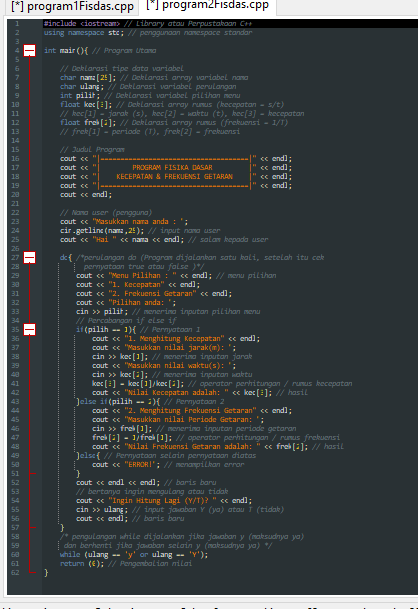 [*] program1Fisdas.cpp [*] program2Fisdas.cpp
1 #include <iostream> // Library atau Perpustakaan C++
2 using namespace std; // penggunaan namespace standar
3
4 int main(){ // Program Utama
5
6 // Deklarasi tipe data variabel
7 char nama[25]; // Deklarasi array variabel nama
8 char ulang; // Deklarasi variabel perulangan
9 int pilih; // Deklarasi variabel pilihan menu
10 float kec[3]; // Deklarasi array rumus (kecepatan = s/t)
11 // kec[1] = jarak (s), kec[2] = waktu (t), kec[3] = kecepatan
12 float frek[2]; // Deklarasi array rumus (frekuensi = 1/T)
13 // frek[1] = periode (T), frek[2] = frekuensi
14
15 // Judul Program
16 cout << "|=====================================|" << endl;
17 cout << "| PROGRAM FISIKA DASAR |" << endl;
18 cout << "| KECEPATAN & FREKUENSI GETARAN |" << endl;
19 cout << "|=====================================|" << endl;
20 cout << endl;
21
22 // Nama user (pengguna)
23 cout << "Masukkan nama anda : ";
24 cin.getline(nama,25); // input nama user
25 cout << "Hai " << nama << endl; // salam kepada user
26
27 do{ /*perulangan do (Program dijalankan satu kali, setelah itu cek
28 pernyataan true atau false )*/
29 cout << "Menu Pilihan : " << endl; // menu pilihan
30 cout << "1. Kecepatan" << endl;
31 cout << "2. Frekuensi Getaran" << endl;
32 cout << "Pilihan anda: ";
33 cin >> pilih; // menerima inputan pilihan menu
34 // Percabangan if else if
35 if(pilih == 1){ // Pernyataan 1
36 cout << "1. Menghitung Kecepatan" << endl;
37 cout << "Masukkan nilai jarak(m): ";
38 cin >> kec[1]; // menerima inputan jarak
39 cout << "Masukkan nilai waktu(s): ";
40 cin >> kec[2]; // menerima inputan waktu
41 kec[3] = kec[1]/kec[2]; // operator perhitungan / rumus kecepatan
42 cout << "Nilai Kecepatan adalah: " << kec[3]; // hasil
43 }else if(pilih == 2){ // Pernyataan 2
44 cout << "2. Menghitung Frekuensi Getaran" << endl;
45 cout << "Masukkan nilai Periode Getaran: ";
46 cin >> frek[1]; // menerima inputan periode getaran
47 frek[2] = 1/frek[1]; // operator perhitungan / rumus frekuensi
48 cout << "Nilai Frekuensi Getaran adalah: " << frek[2]; // hasil
49 }else{ // Pernyataan selain pernyataan diatas
50 cout << "ERROR!"; // menampilkan error
51 }
52 cout << endl << endl; // baris baru
53 // bertanya ingin mengulang atau tidak
54 cout << "Ingin Hitung Lagi (Y/T)? " << endl;
55 cin >> ulang; // input jawaban Y (ya) atau T (tidak)
56 cout << endl; // baris baru
57 }
58 /* pengulangan while dijalankan jika jawaban y (maksudnya ya)
59 dan berhenti jika jawaban selain y (maksudnya ya) */
60 while (ulang == 'y' or ulang == 'Y');
61 return (0); // Pengembalian nilai
62 }